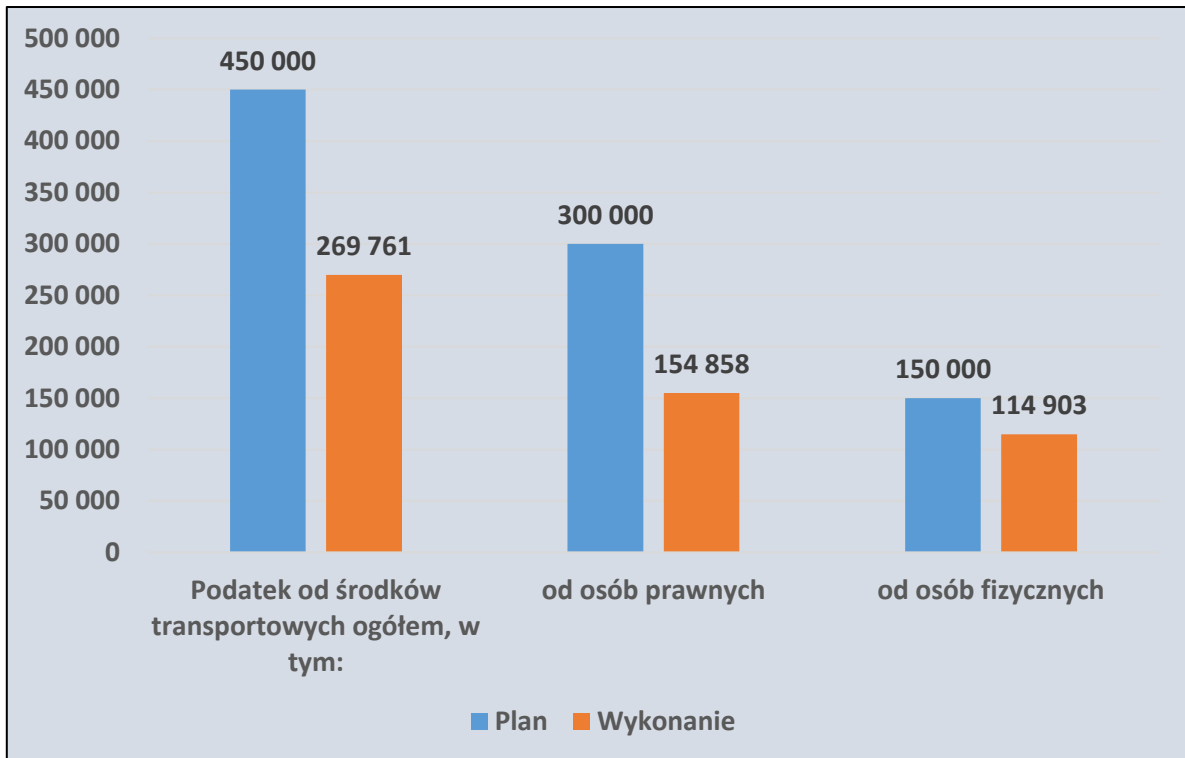 500 000
450 000
400 000
350 000
300 000
250 000
200 000
150 000
100 000
50 000
0
450 000
269 761
300 000
154 858
150 000
114 903
Podatek od środków
transportowych ogółem, w
tym:
od osób prawnych
od osób fizycznych
Plan
Wykonanie